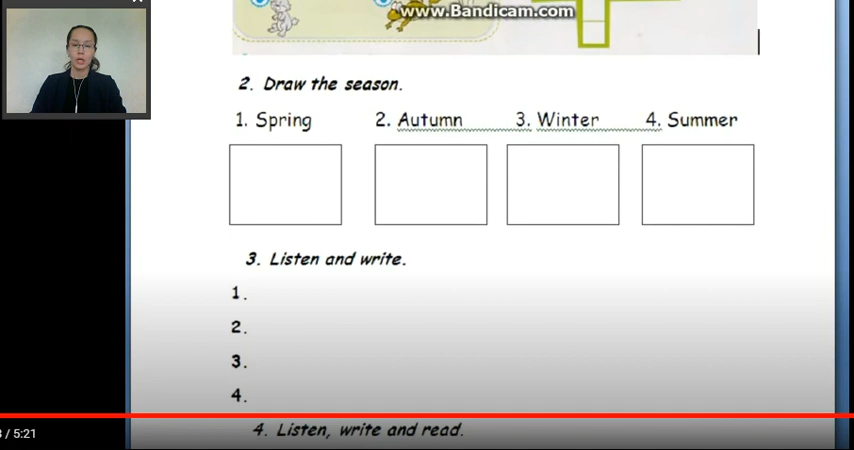 www.Bandicam.com
2. Draw the season.
1. Spring 2. Autumn 3. Winter 4. Summer
3. Listen and write.
1.
2.
3.
4.
/ 5:21
4. Listen, write and read.